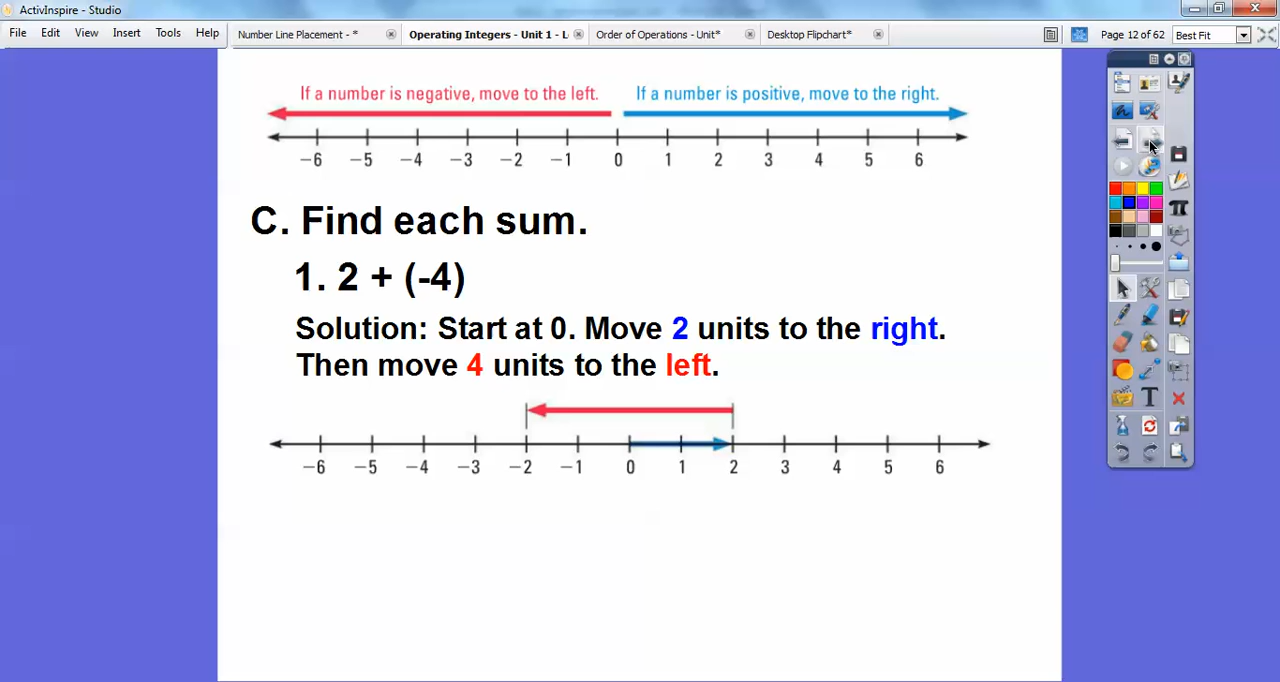 ActivInspire - Studio
File Edit View Insert Tools Help
Number Line Placement - * Operating Integers - Unit 1 - L Order of Operations - Unit* Desktop Flipchart* Page 12 of 62 Best Fit
If a number is negative, move to the left. If a number is positive, move to the right.
−6 −5 −4 −3 −2 −1 0 1 2 3 4 5 6
C. Find each sum.
1. 2 + (-4)
Solution: Start at 0. Move 2 units to the right.
Then move 4 units to the left.
−6 −5 −4 −3 −2 −1 0 1 2 3 4 5 6
T